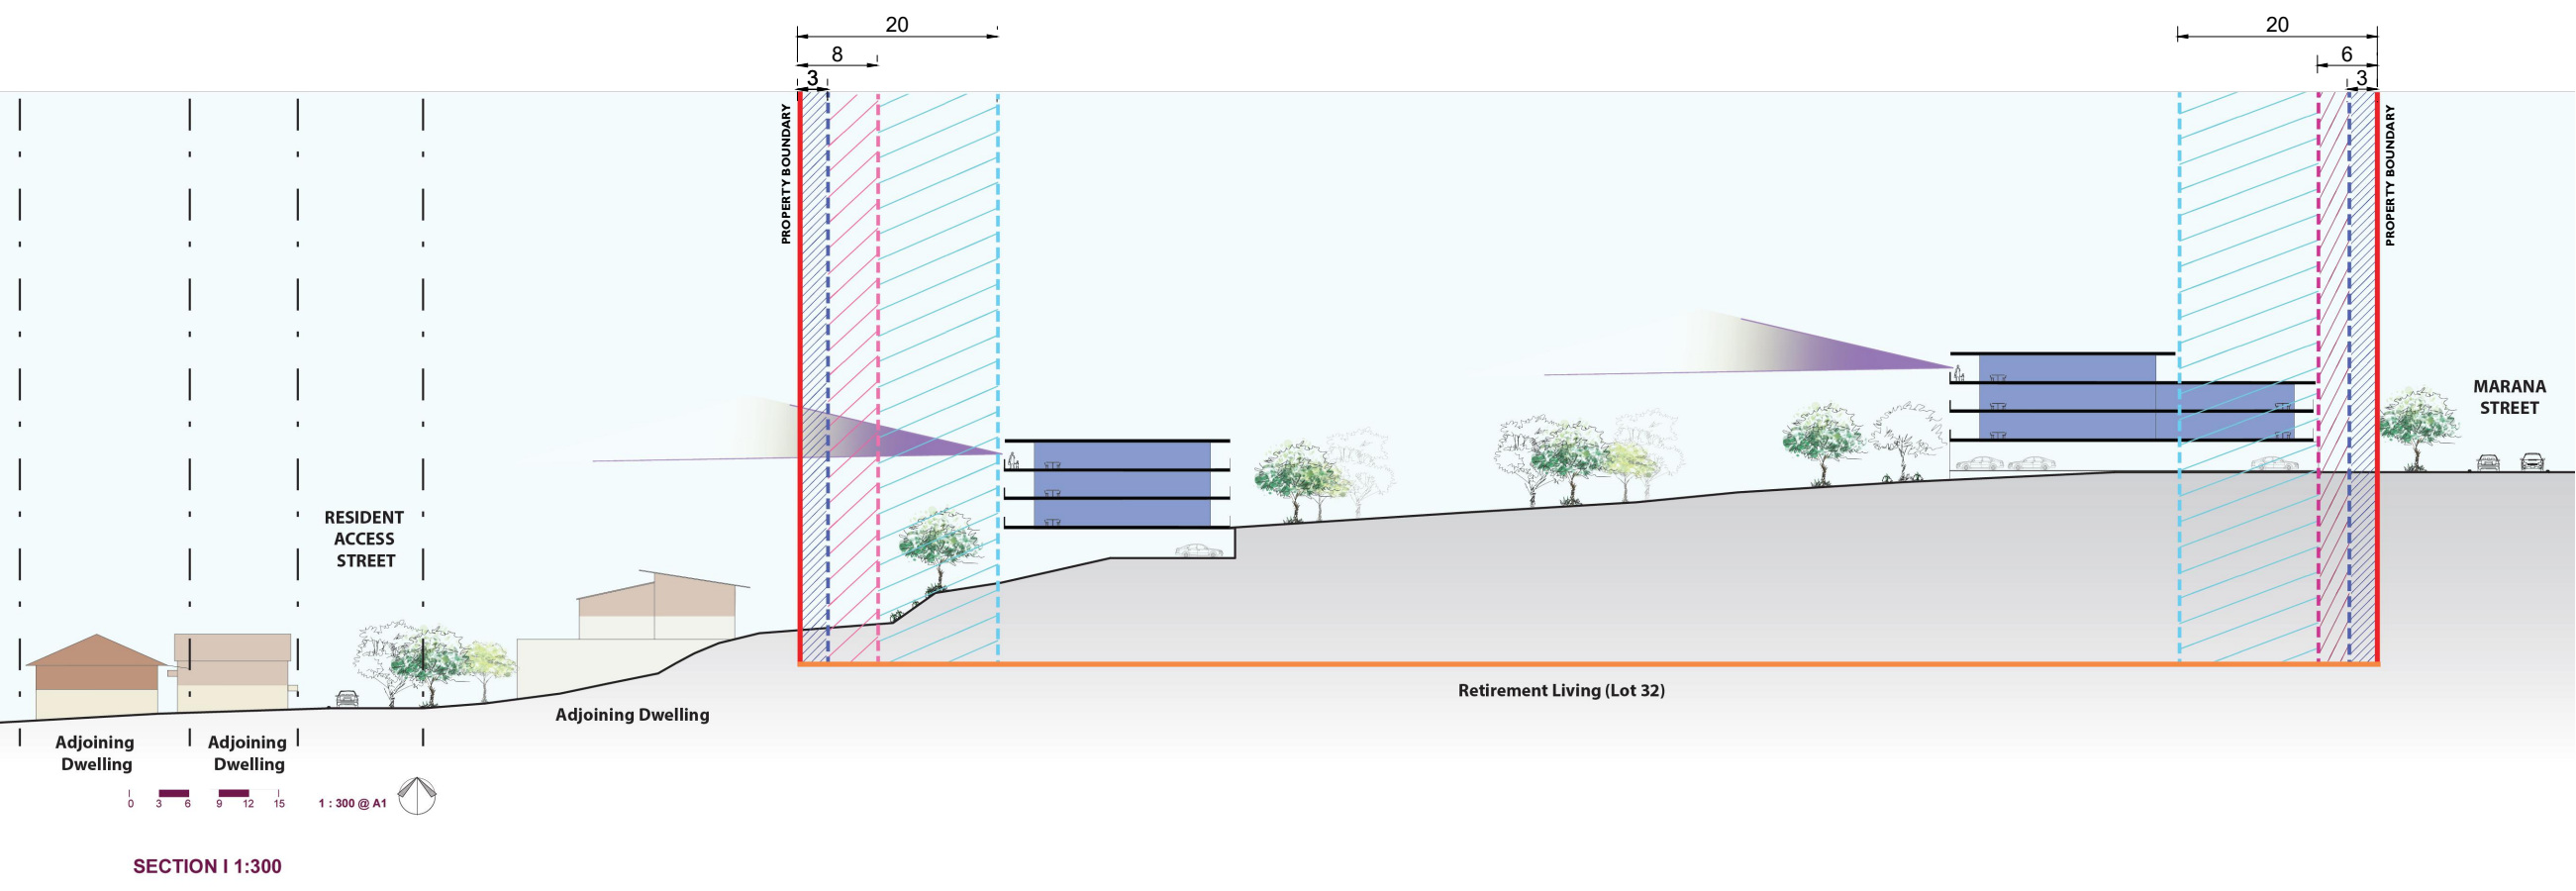 20
20
8
6
3
3
PROPERTY BOUNDARY
PROPERTY BOUNDARY
MARANA
STREET
RESIDENT
ACCESS
STREET
Retirement Living (Lot 32)
Adjoining Dwelling
Adjoining
Dwelling
Adjoining
Dwelling
0 3 6 9 12 15
1 : 300 @ A1
SECTION I 1:300